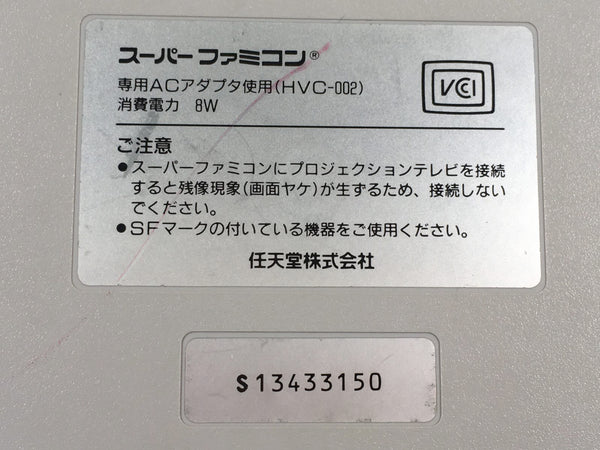 スーパーファミコン®
専用ACアダプタ使用(HVC-002)
消費電力 8W
VCCI
ご注意
●スーパーファミコンにプロジェクションテレビを接続
すると残像現象(画面ヤケ)が生ずるため、接続しない
でください。
●SFマークの付いている機器をご使用ください。
任天堂株式会社
S13433150